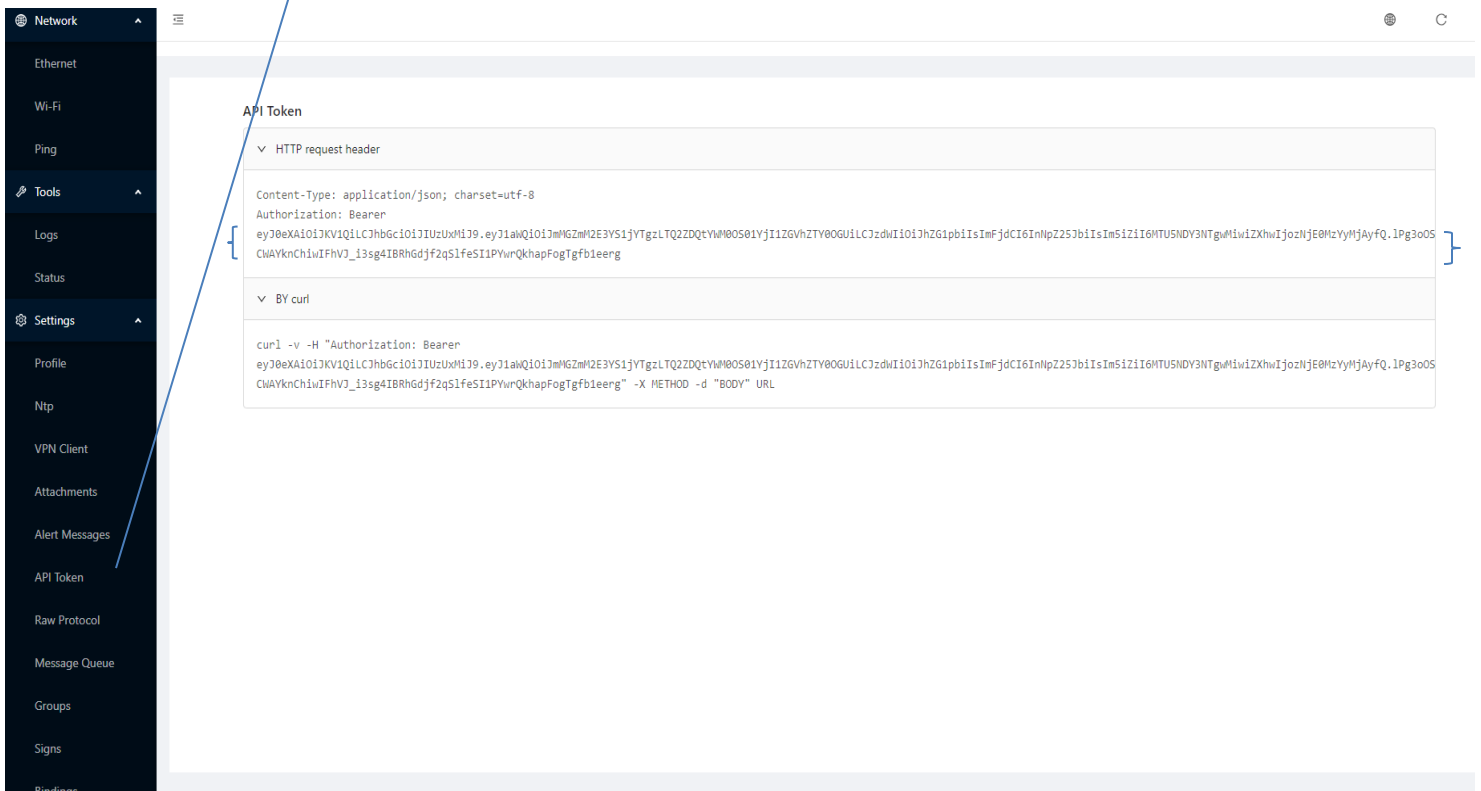 Network
Ethernet
Wi-Fi
Ping
Tools
Logs
Status
Settings
Profile
Ntp
VPN Client
Attachments
Alert Messages
API Token
Raw Protocol
Message Queue
Groups
Signs
Bindings
API Token
HTTP request header
Content-Type: application/json; charset=utf-8
Authorization: Bearer
eyJ0eXAiOiJKV1QiLCJhbGciOiJIUzUxMiJ9.eyJ1aWQiOiJmMGZmM2E3YS1jYTgzLTQ2ZDQtYWM0OS01YjI1ZGVhZTY0OGUiLCJzdWIiOiJhZG1pbiIsImFjdCI6InNpZ25JbiIsIm5iZiI6MTU5NDY3NTgwMiwiZXhwIjozNjE0MzYyMjAyfQ.lPg3oOS
CWAYknChiwIFhVJ_i3sg4IBRhGdjf2qSlfeSI1PYwrQkhapFogTgfb1eerg
BY curl
curl -v -H "Authorization: Bearer
eyJ0eXAiOiJKV1QiLCJhbGciOiJIUzUxMiJ9.eyJ1aWQiOiJmMGZmM2E3YS1jYTgzLTQ2ZDQtYWM0OS01YjI1ZGVhZTY0OGUiLCJzdWIiOiJhZG1pbiIsImFjdCI6InNpZ25JbiIsIm5iZiI6MTU5NDY3NTgwMiwiZXhwIjozNjE0MzYyMjAyfQ.lPg3oOS
CWAYknChiwIFhVJ_i3sg4IBRhGdjf2qSlfeSI1PYwrQkhapFogTgfb1eerg" -X METHOD -d "BODY" URL